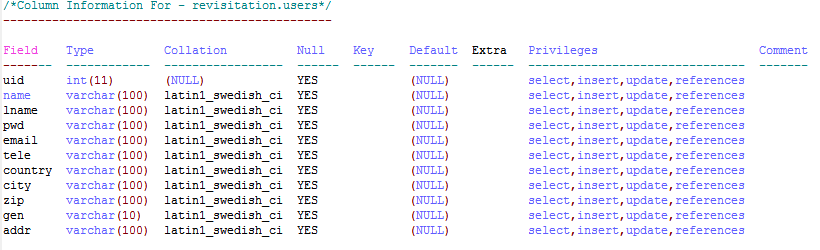 /*Column Information For - revisitation.users*/
-----------------------------------------------
Field    Type          Collation          Null    Key     Default  Extra   Privileges                       Comment
-------  ------------  -----------------  ------  ------  -------  ------  -------------------------------  -------
uid      int(11)       (NULL)             YES             (NULL)           select,insert,update,references
name     varchar(100)  latin1_swedish_ci  YES             (NULL)           select,insert,update,references
lname    varchar(100)  latin1_swedish_ci  YES             (NULL)           select,insert,update,references
pwd      varchar(100)  latin1_swedish_ci  YES             (NULL)           select,insert,update,references
email    varchar(100)  latin1_swedish_ci  YES             (NULL)           select,insert,update,references
tele     varchar(100)  latin1_swedish_ci  YES             (NULL)           select,insert,update,references
country  varchar(100)  latin1_swedish_ci  YES             (NULL)           select,insert,update,references
city     varchar(100)  latin1_swedish_ci  YES             (NULL)           select,insert,update,references
zip      varchar(100)  latin1_swedish_ci  YES             (NULL)           select,insert,update,references
gen      varchar(10)   latin1_swedish_ci  YES             (NULL)           select,insert,update,references
addr     varchar(100)  latin1_swedish_ci  YES             (NULL)           select,insert,update,references